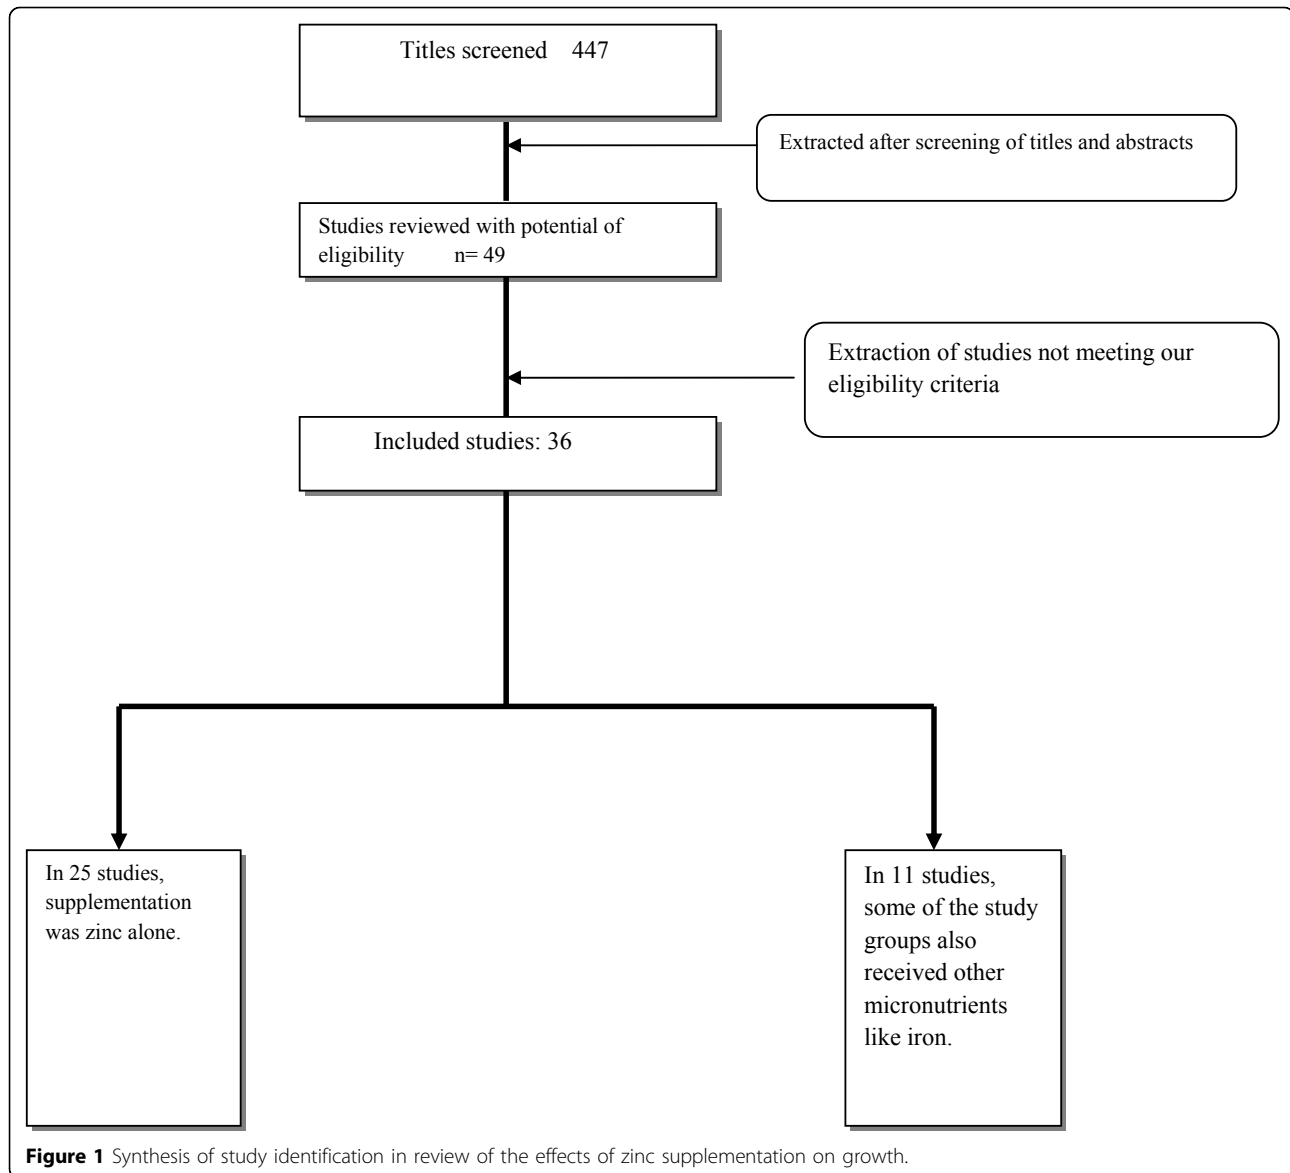 Titles screened 447
Extracted after screening of titles and abstracts
Studies reviewed with potential of
eligibility n= 49
Extraction of studies not meeting our
eligibility criteria
Included studies: 36
In 25 studies,
supplementation
was zinc alone.
In 11 studies,
some of the study
groups also
received other
micronutrients
like iron.
Figure 1 Synthesis of study identification in review of the effects of zinc supplementation on growth.